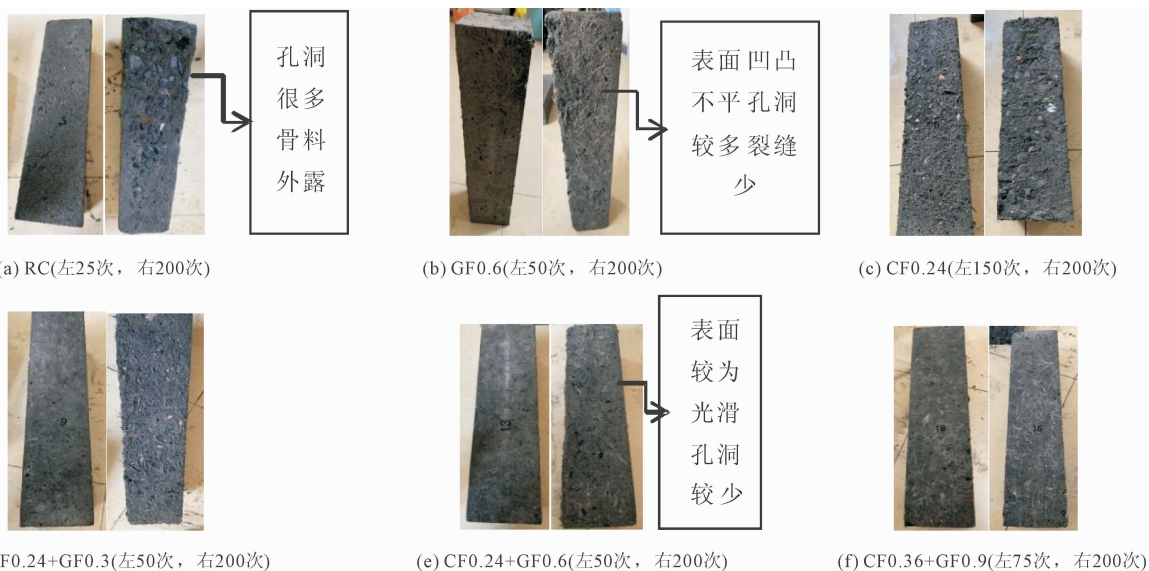 孔洞
很多
骨料
外露
表面凹凸
不平孔洞
较多裂缝
少
a) RC(左25次，右200次)
(b) GF0.6(左50次，右200次)
(c) CF0.24(左150次，右200次)
9
13
表面
较为
光滑
孔洞
较少
16
16
F0.24+GF0.3(左50次，右200次)
(e) CF0.24+GF0.6(左50次，右200次)
(f) CF0.36+GF0.9(左75次，右200次)